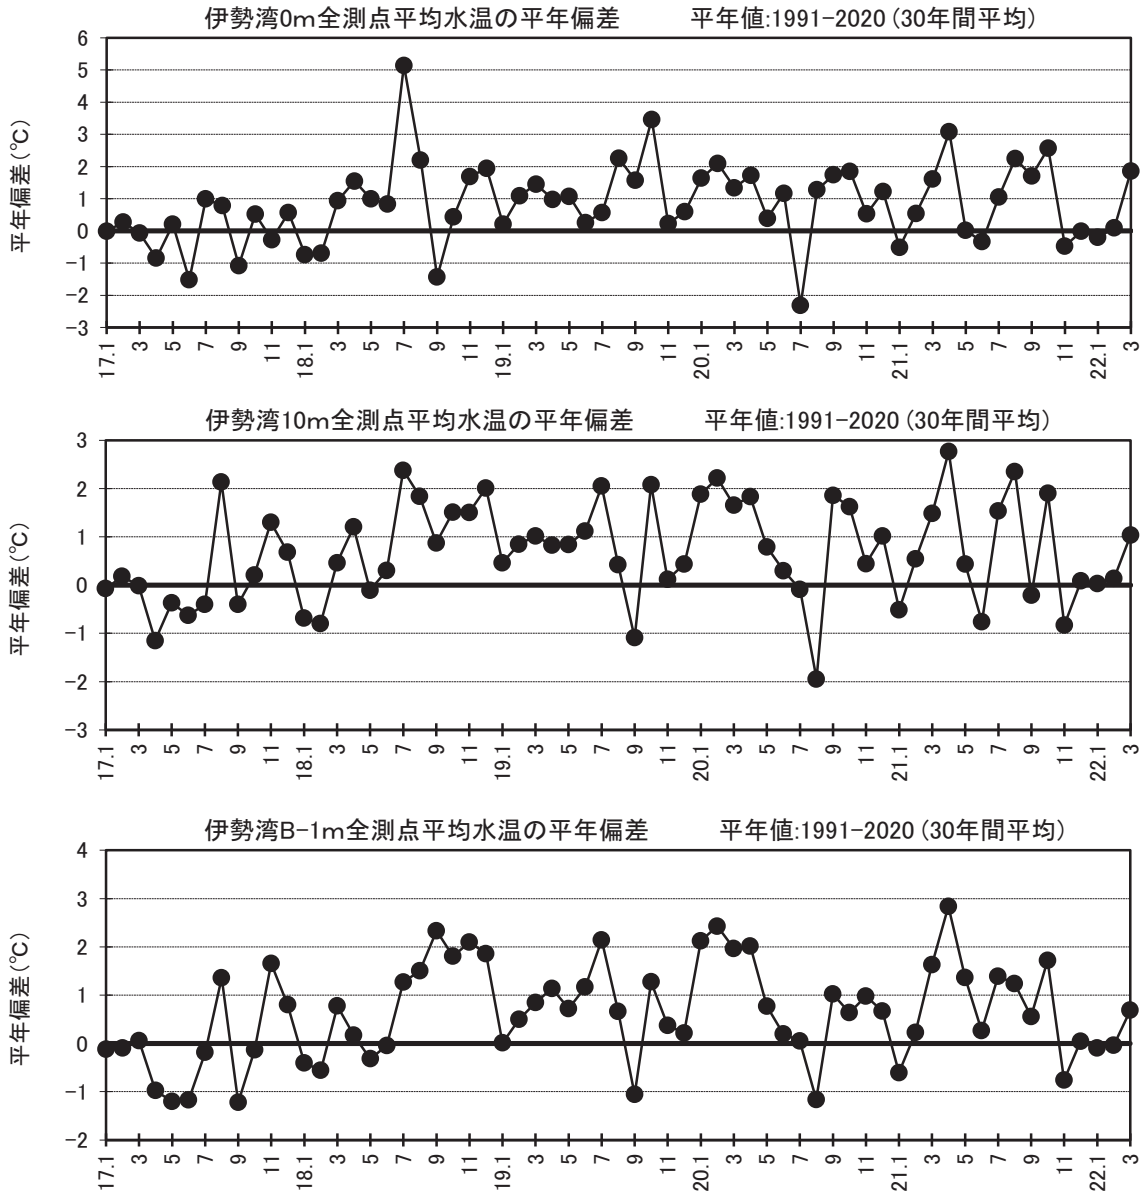 伊勢湾0m全測点平均水温の平年偏差 平年値:1991-2020 (30年間平均)
平年偏差(℃)
6
5
4
3
2
1
0
-1
-2
-3
17.1 3 5 7 9 11 18.1 3 5 7 9 11 19.1 3 5 7 9 11 20.1 3 5 7 9 11 21.1 3 5 7 9 11 22.1 3
伊勢湾10m全測点平均水温の平年偏差 平年値:1991-2020 (30年間平均)
平年偏差(℃)
3
2
1
0
-1
-2
-3
17.1 3 5 7 9 11 18.1 3 5 7 9 11 19.1 3 5 7 9 11 20.1 3 5 7 9 11 21.1 3 5 7 9 11 22.1 3
伊勢湾B-1m全測点平均水温の平年偏差 平年値:1991-2020 (30年間平均)
平年偏差(℃)
4
3
2
1
0
-1
-2
17.1 3 5 7 9 11 18.1 3 5 7 9 11 19.1 3 5 7 9 11 20.1 3 5 7 9 11 21.1 3 5 7 9 11 22.1 3